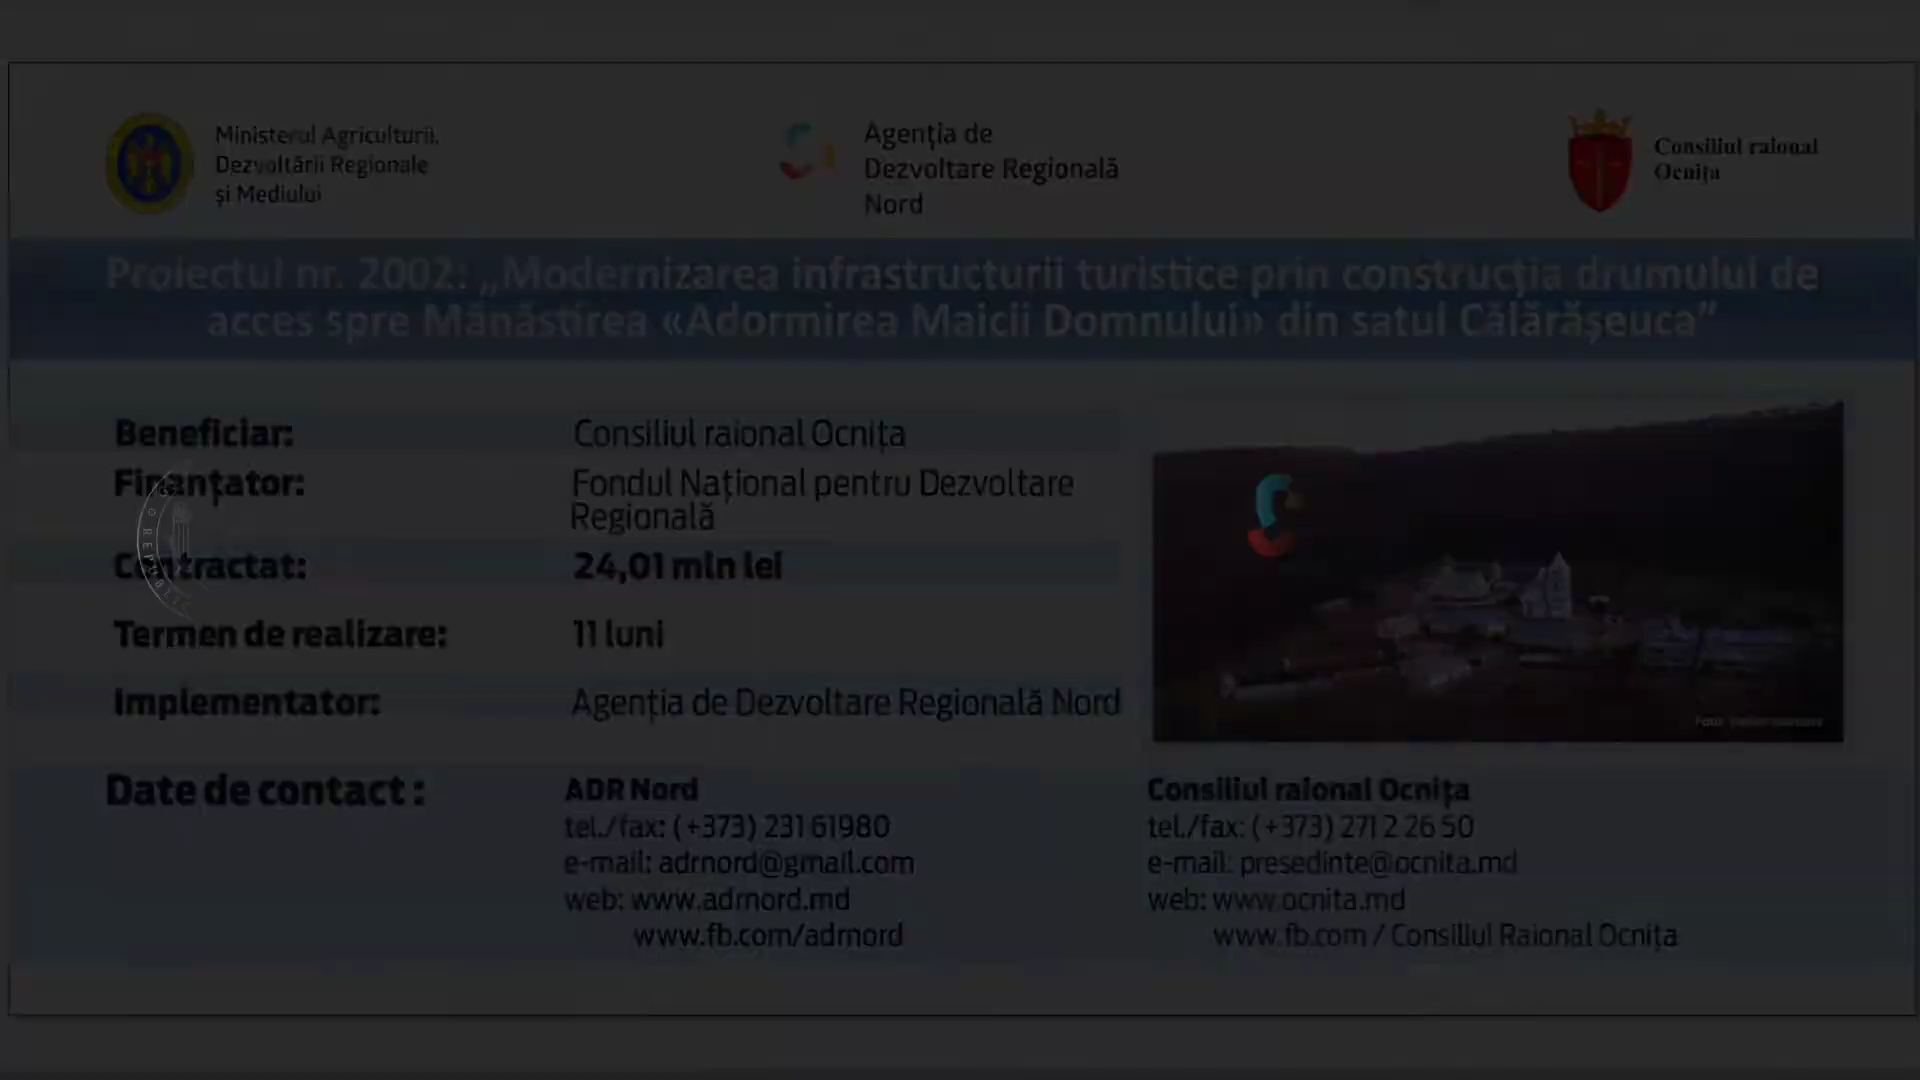 Ministerul Agriculturii,
Dezvoltării Regionale
și Mediului
Agenția de
Dezvoltare Regională
Nord
Consiliul raional
Ocnița
Proiectul nr. 2002: „Modernizarea infrastructurii turistice prin construcția drumului de
acces spre Mănăstirea «Adormirea Maicii Domnului» din satul Călărășeuca”
Beneficiar: Consiliul raional Ocnița
Finanțator: Fondul Național pentru Dezvoltare
Regională
Contractat: 24,01 mln lei
Termen de realizare: 11 luni
Implementator: Agenția de Dezvoltare Regională Nord
Date de contact :
ADR Nord
tel./fax: (+373) 231 61980
e-mail: adrnord@gmail.com
web: www.adrnord.md
www.fb.com/adrnord
Consiliul raional Ocnița
tel./fax: (+373) 271 2 26 50
e-mail: presedinte@ocnita.md
web: www.ocnita.md
www.fb.com / Consiliul Raional Ocnița